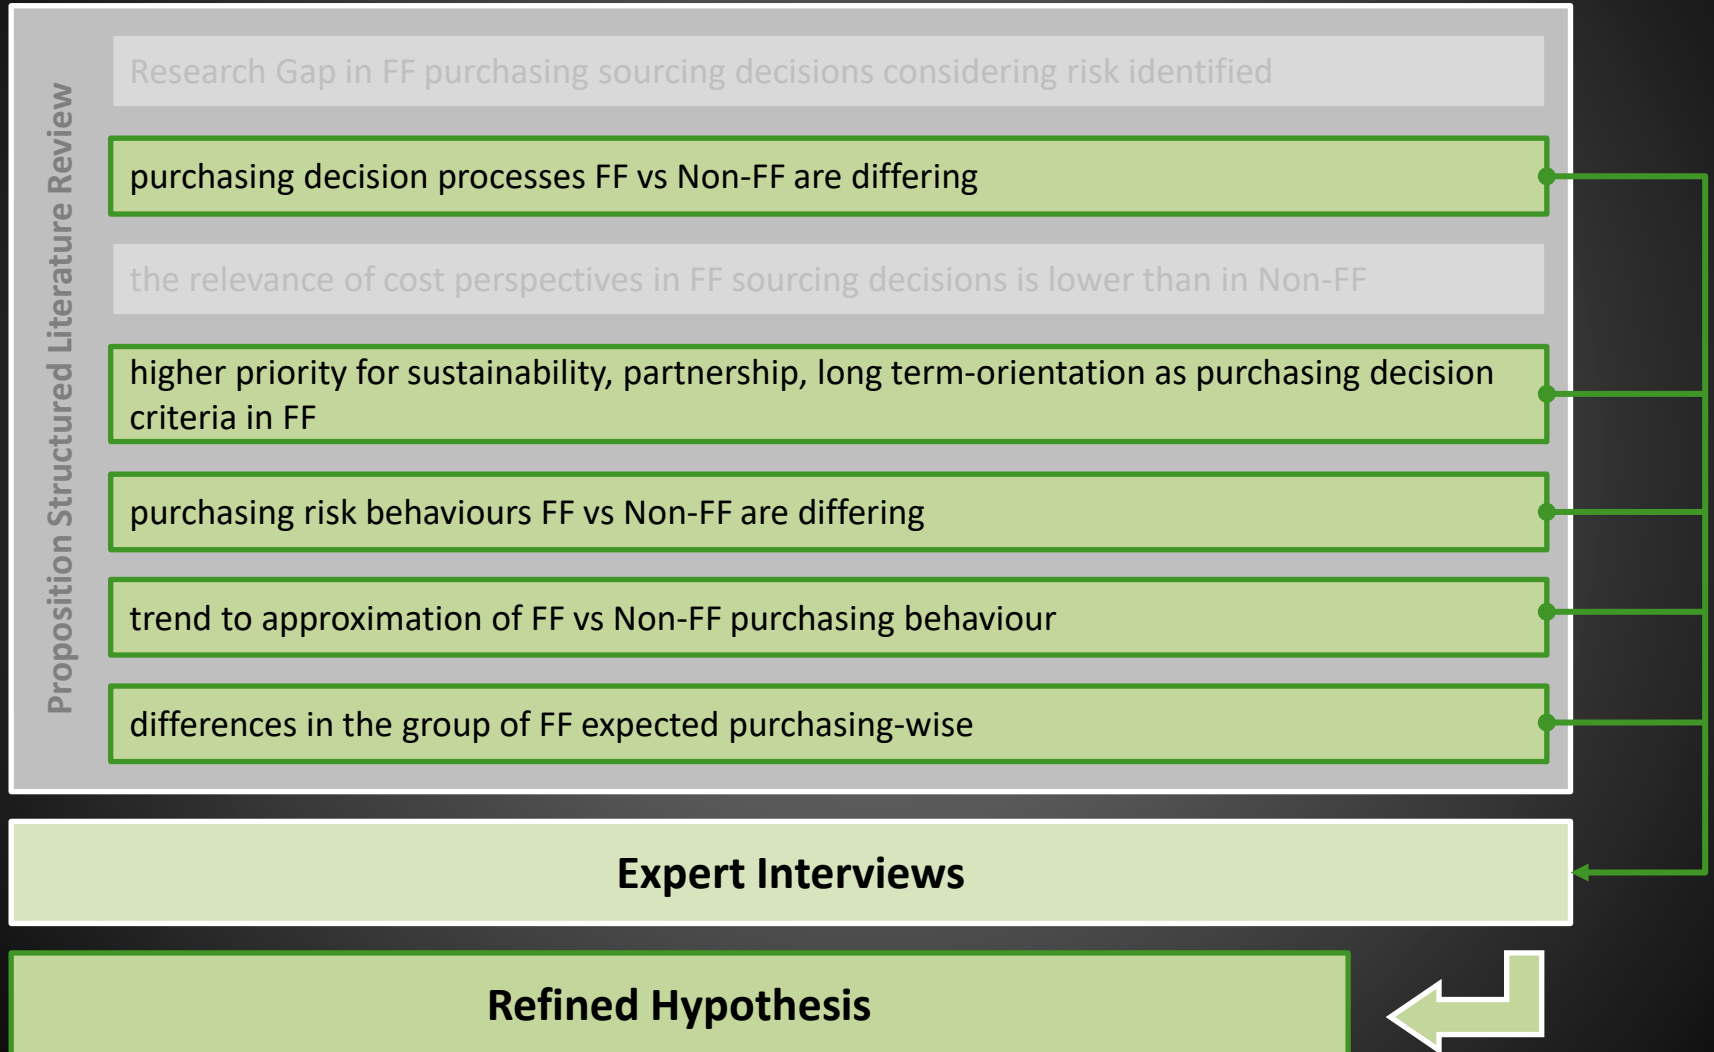 Proposition Structured Literature Review
Research Gap in FF purchasing sourcing decisions considering risk identified
purchasing decision processes FF vs Non-FF are differing
the relevance of cost perspectives in FF sourcing decisions is lower than in Non-FF
higher priority for sustainability, partnership, long term-orientation as purchasing decision
criteria in FF
purchasing risk behaviours FF vs Non-FF are differing
trend to approximation of FF vs Non-FF purchasing behaviour
differences in the group of FF expected purchasing-wise
Expert Interviews
Refined Hypothesis